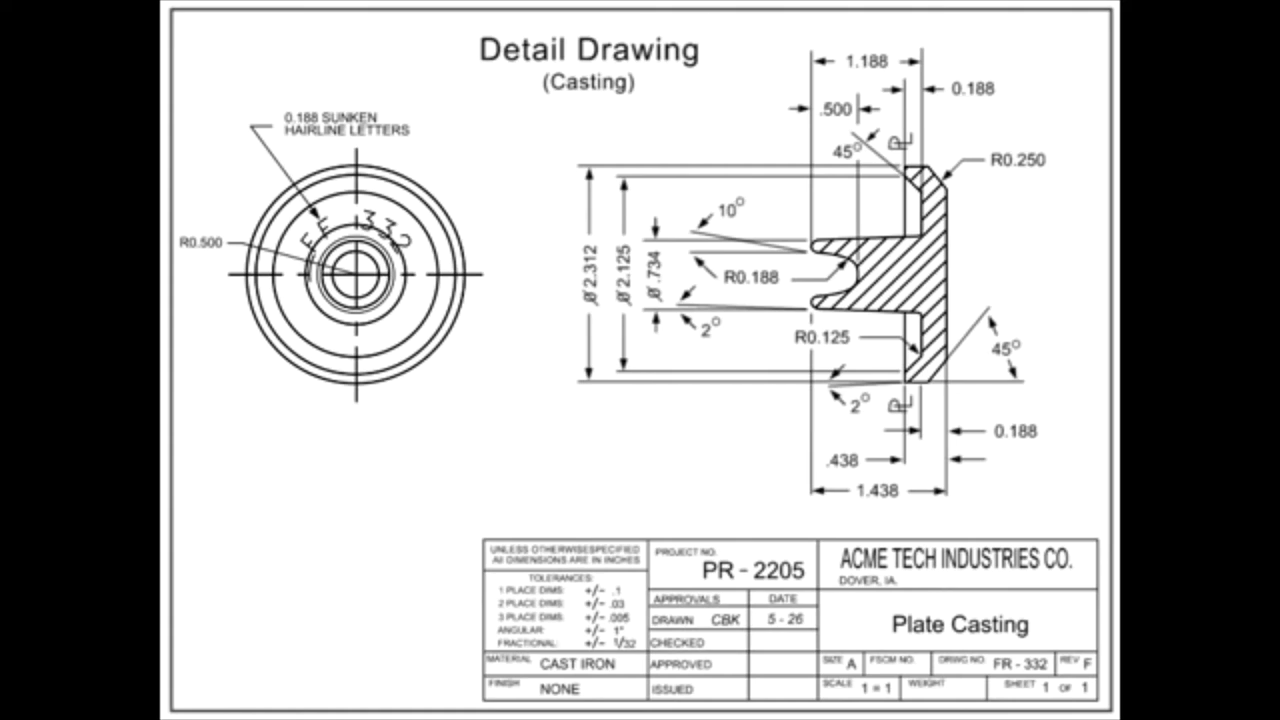 Detail Drawing
(Casting)
0.188 SUNKEN
HAIRLINE LETTERS
R0.500
332
1.188
0.188
.500
45°
PL
R0.250
10°
Ø 2.312
Ø 2.125
Ø .734
R0.188
2°
R0.125
45°
2°
PL
0.188
.438
1.438
UNLESS OTHERWISESPECIFIED
All DIMENSIONS ARE IN INCHES
TOLERANCES:
1 PLACE DIMS: +/- .1
2 PLACE DIMS: +/- .03
3 PLACE DIMS: +/- .005
ANGULAR: +/- 1°
FRACTIONAL: +/- 1/32
MATERIAL CAST IRON
FINISH NONE
PROJECT NO.
PR - 2205
APPROVALS DATE
DRAWN CBK 5 - 26
CHECKED
APPROVED
ISSUED
ACME TECH INDUSTRIES CO.
DOVER, IA.
Plate Casting
SIZE A FSCM NO. DRWG NO. FR - 332 REV F
SCALE 1 = 1 WEIGHT SHEET 1 OF 1